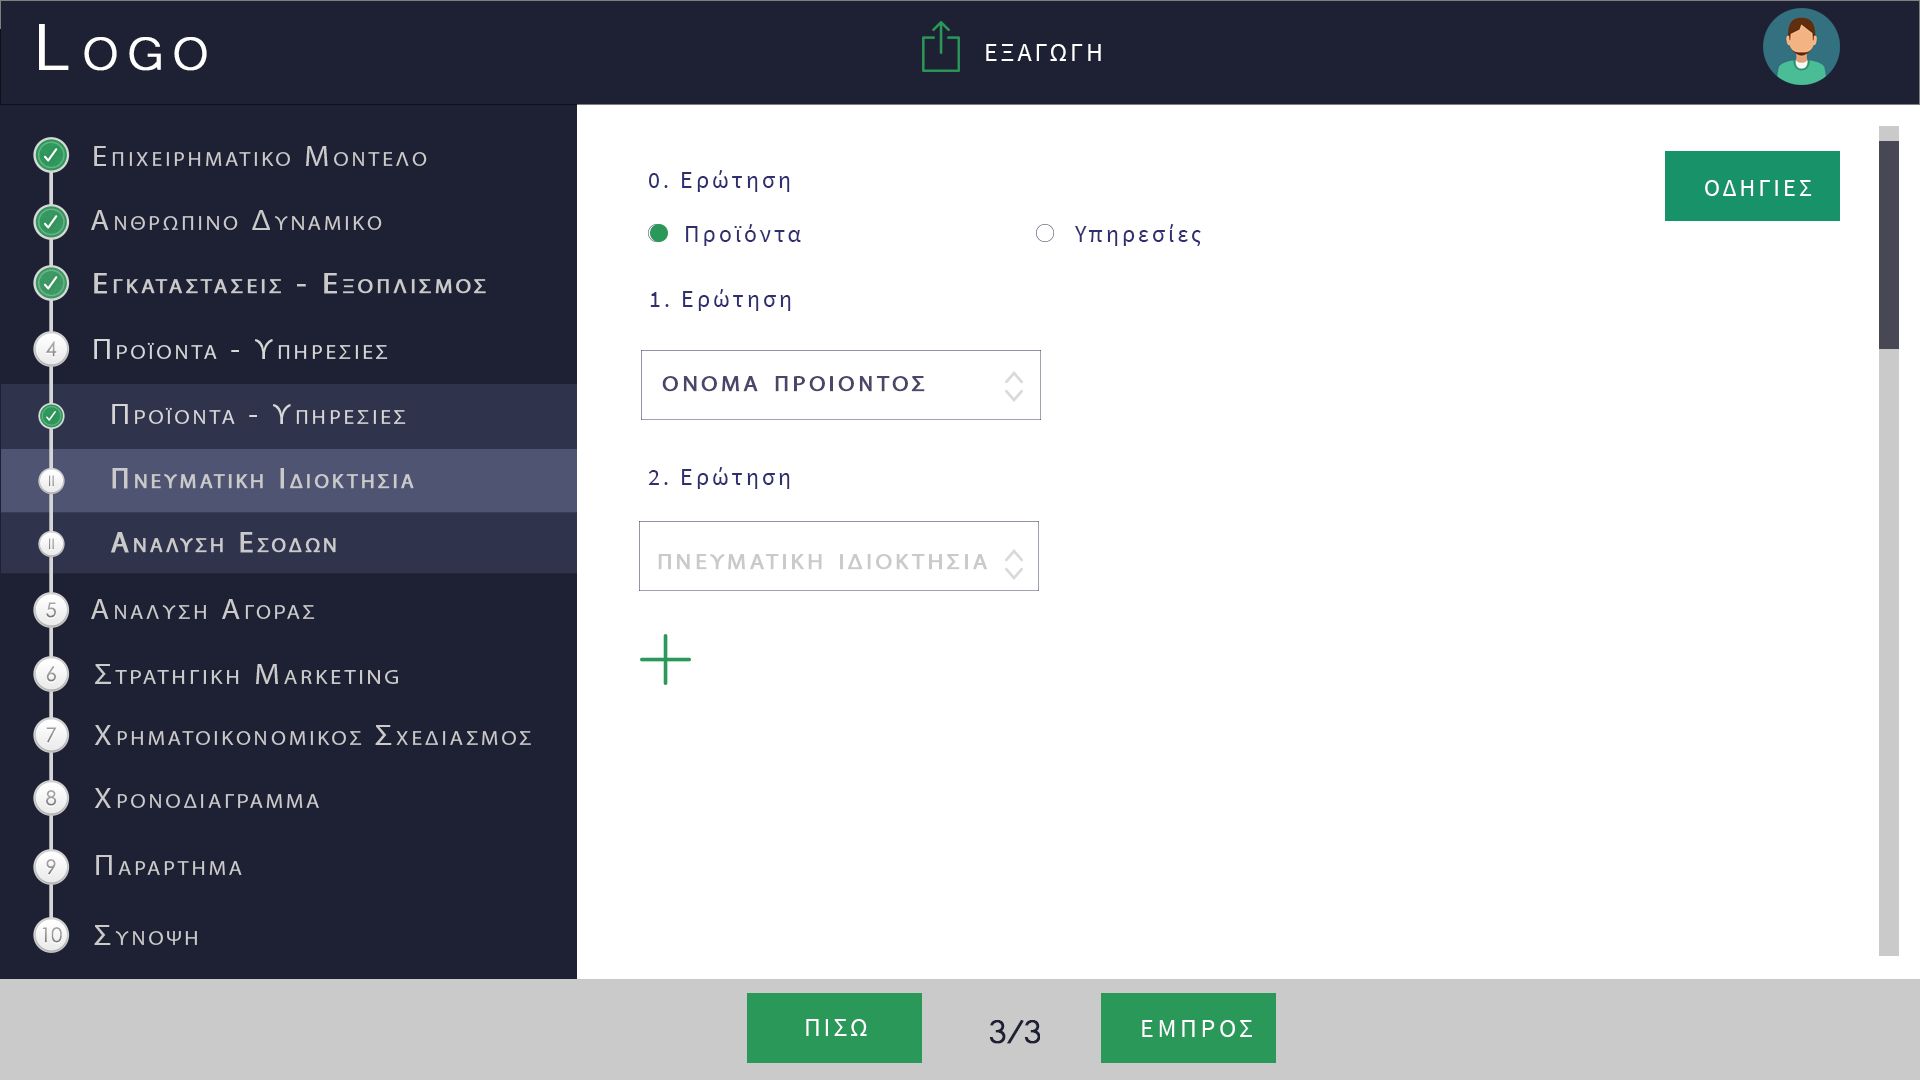 Logo
ΕΞΑΓΩΓΗ
Επιχειρηματικο Μοντελο
Ανθρωπινο Δυναμικο
Εγκαταστασεις - Εξοπλισμος
4 Προϊοντα - Υπηρεσιες
Προϊοντα - Υπηρεσιες
II Πνευματικη Ιδιοκτησια
II Αναλυση Εσοδων
5 Αναλυση Αγορας
6 Στρατηγικη Marketing
7 Χρηματοικονομικος Σχεδιασμος
8 Χρονοδιαγραμμα
9 Παραρτημα
10 Συνοψη
0. Ερώτηση
ΟΔΗΓΙΕΣ
Προϊόντα Υπηρεσίες
1. Ερώτηση
ΟΝΟΜΑ ΠΡΟΙΟΝΤΟΣ
2. Ερώτηση
ΠΝΕΥΜΑΤΙΚΗ ΙΔΙΟΚΤΗΣΙΑ
ΠΙΣΩ 3/3 ΕΜΠΡΟΣ